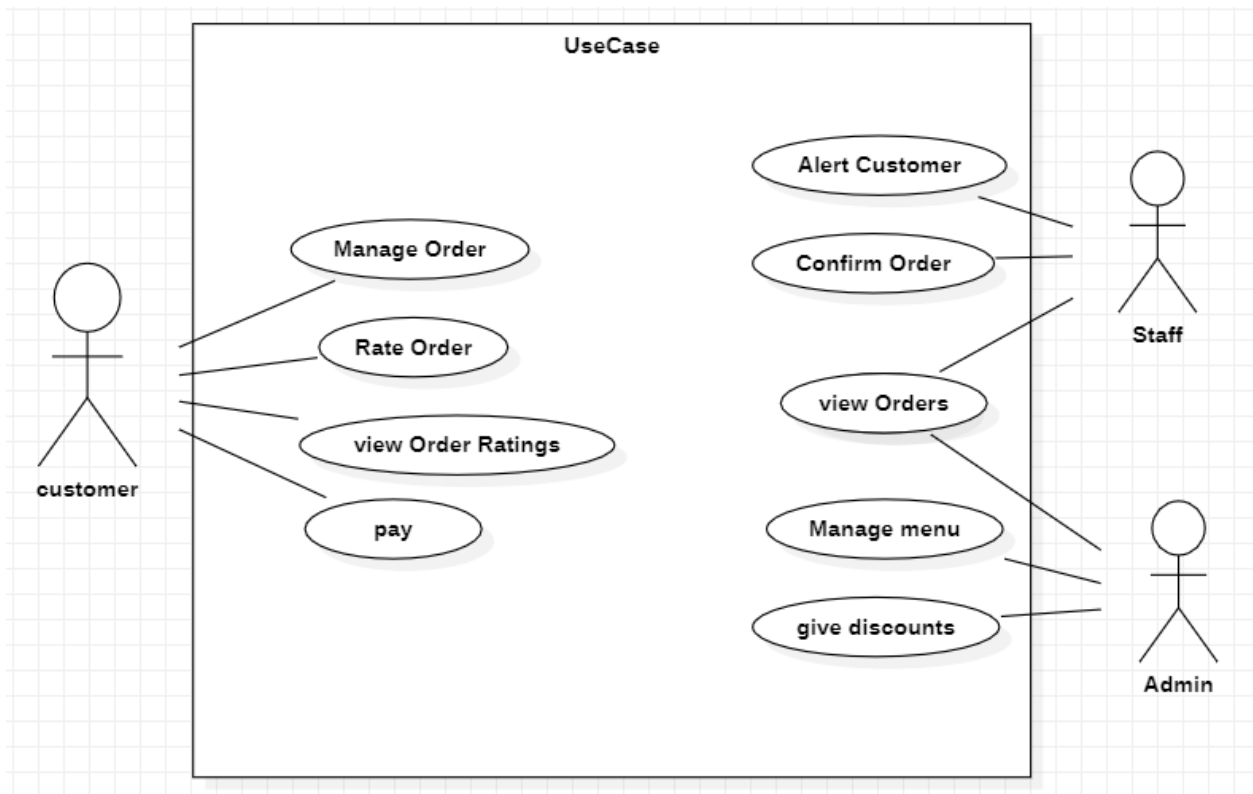 UseCase
Alert Customer
Manage Order
Confirm Order
Staff
Rate Order
view Orders
view Order Ratings
customer
pay
Manage menu
give discounts
Admin